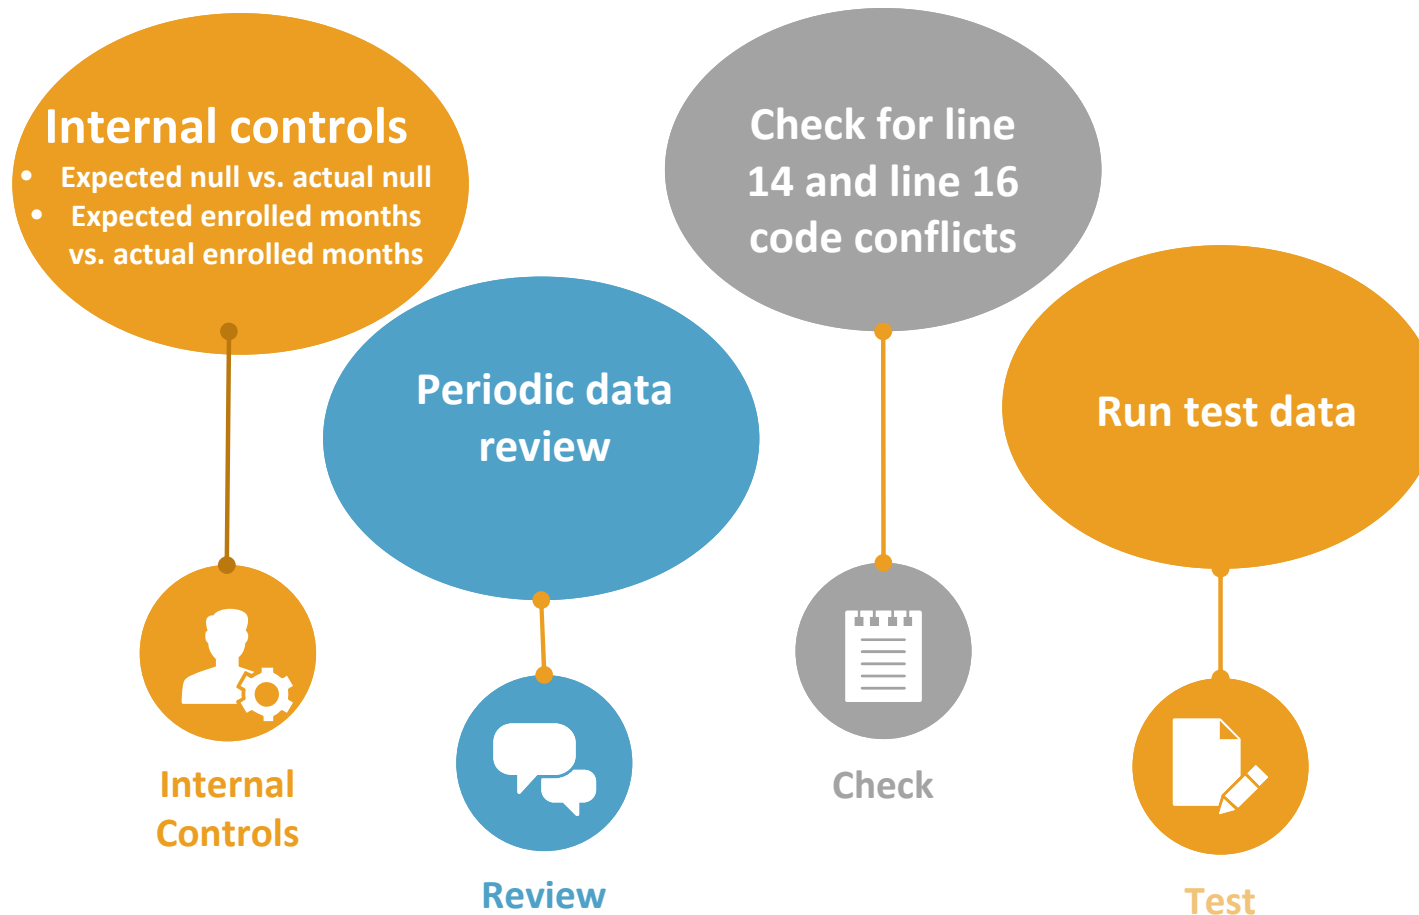 Internal controls
• Expected null vs. actual null
• Expected enrolled months
vs. actual enrolled months
Internal
Controls
Periodic data
review
Review
Check for line
14 and line 16
code conflicts
Check
Run test data
Test